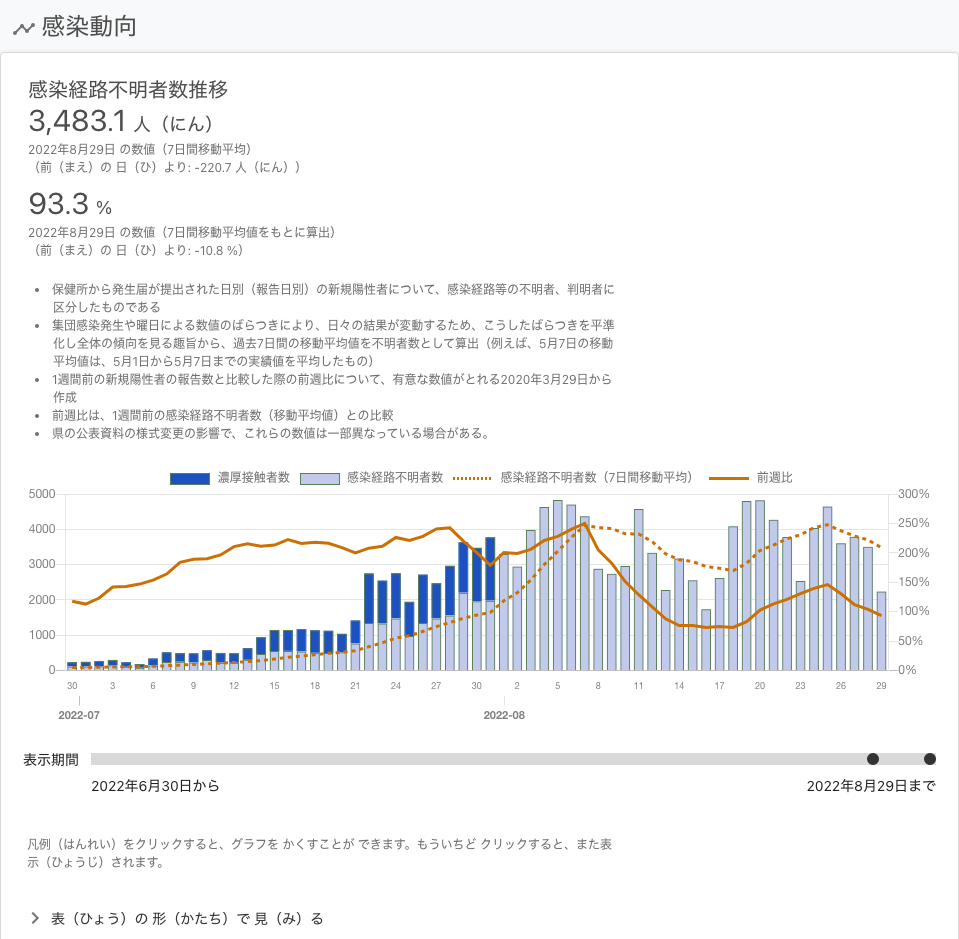 感染動向
感染経路不明者数推移
3,483.1 人（にん）
2022年8月29日 の数値（7日間移動平均）
（前（まえ）の 日（ひ）より: -220.7 人（にん））
93.3 %
2022年8月29日 の数値（7日間移動平均値をもとに算出）
（前（まえ）の 日（ひ）より: -10.8 %）
• 保健所から発生届が提出された日別（報告日別）の新規陽性者について、感染経路等の不明者、判明者に
区分したものである
• 集団感染発生や曜日による数値のばらつきにより、日々の結果が変動するため、こうしたばらつきを平準
化し全体の傾向を見る趣旨から、過去7日間の移動平均値を不明者数として算出（例えば、5月7日の移動
平均値は、5月1日から5月7日までの実績値を平均したもの）
• 1週間前の新規陽性者の報告数と比較した際の前週比について、有意な数値がとれる2020年3月29日から
作成
• 前週比は、1週間前の感染経路不明者数（移動平均値）との比較
• 県の公表資料の様式変更の影響で、これらの数値は一部異なっている場合がある。
濃厚接触者数 感染経路不明者数 感染経路不明者数（7日間移動平均） 前週比
5000 300%
250%
4000
200%
3000
150%
2000
100%
1000
50%
0 0%
30 3 6 9 12 15 18 21 24 27 30 2 5 8 11 14 17 20 23 26 29
2022-07 2022-08
表示期間
2022年6月30日から 2022年8月29日まで
凡例（はんれい）をクリックすると、グラフを かくすことが できます。もういちど クリックすると、また表
示（ひょうじ）されます。
表（ひょう）の 形（かたち）で 見（み）る